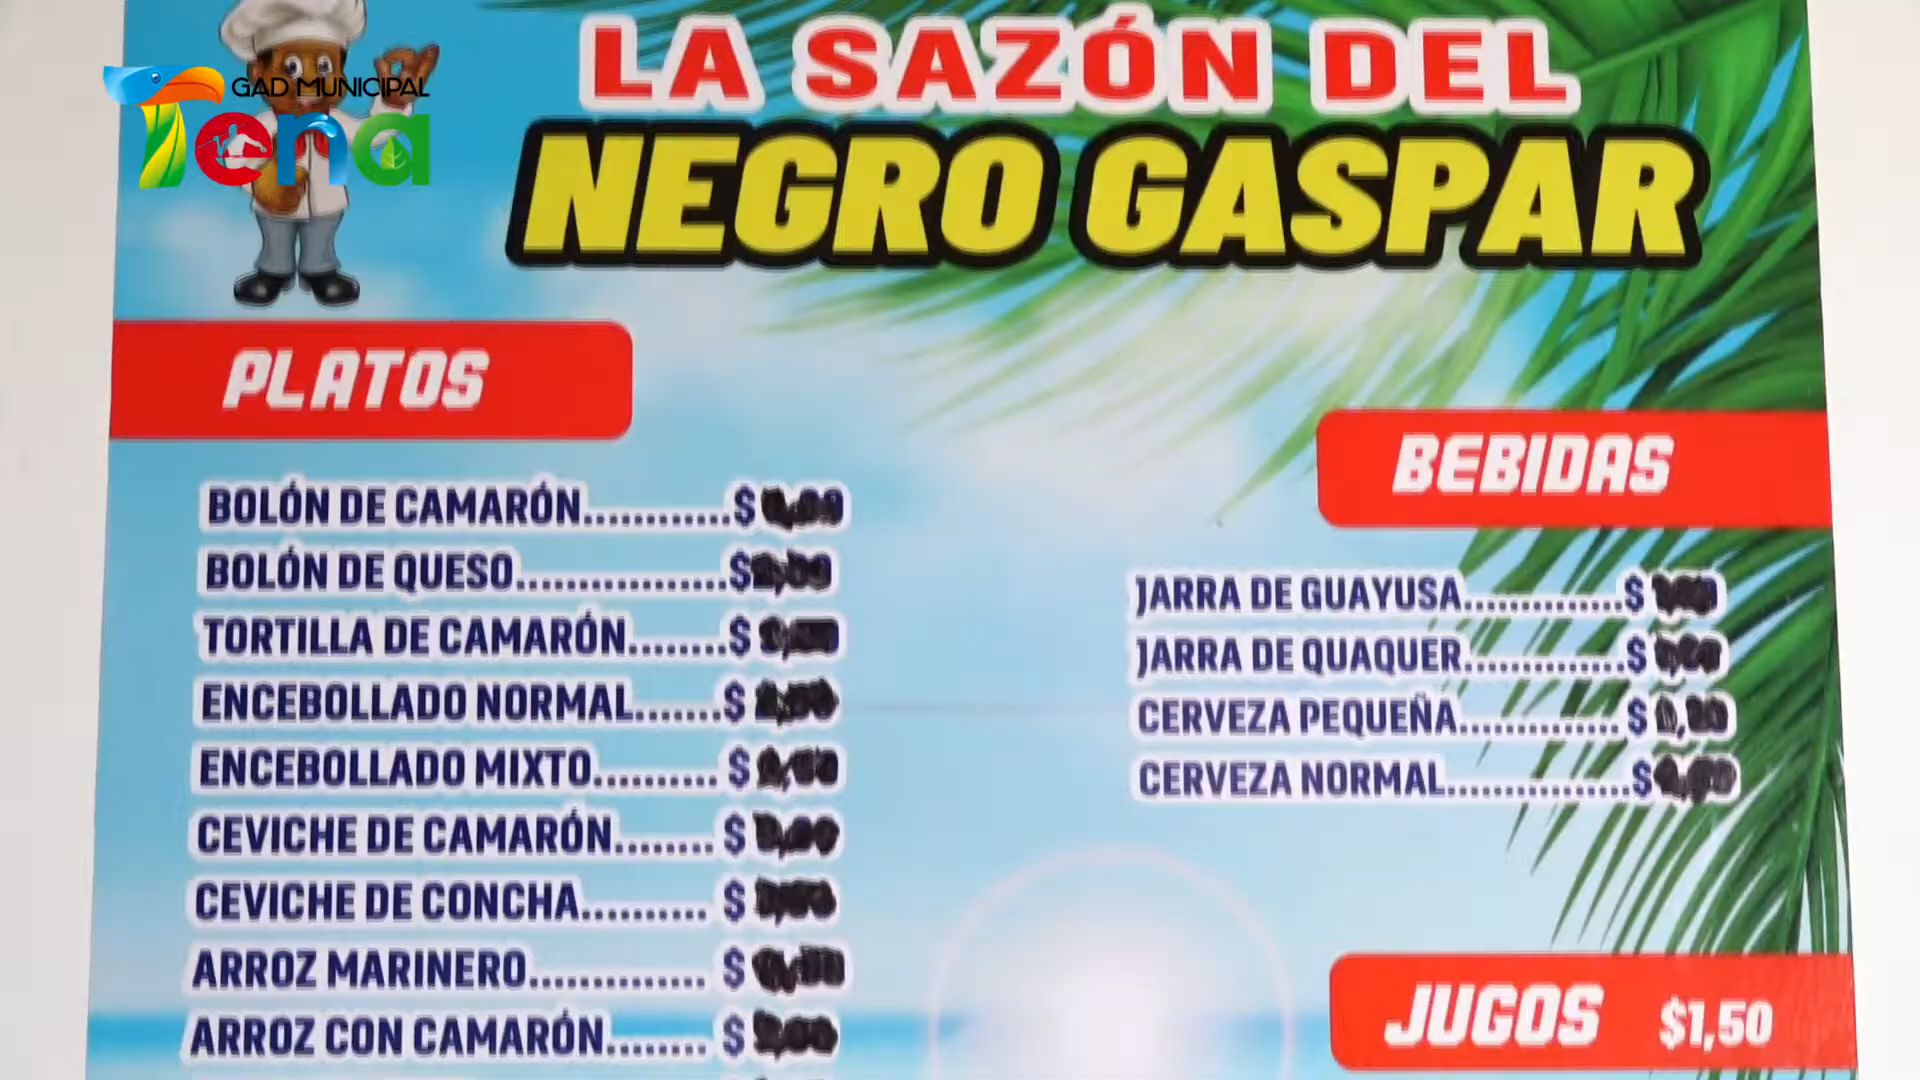 GAD MUNICIPAL
Tena
LA SAZÓN DEL
NEGRO GASPAR
PLATOS
BOLÓN DE CAMARÓN............$
BOLÓN DE QUESO................$
TORTILLA DE CAMARÓN........$
ENCEBOLLADO NORMAL.......$
ENCEBOLLADO MIXTO.......... $
CEVICHE DE CAMARÓN........ $
CEVICHE DE CONCHA.......... $
ARROZ MARINERO.............. $
ARROZ CON CAMARÓN........ $
BEBIDAS
JARRA DE GUAYUSA.............$
JARRA DE QUAQUER.............$
CERVEZA PEQUEÑA............. $
CERVEZA NORMAL...............$
JUGOS $1,50